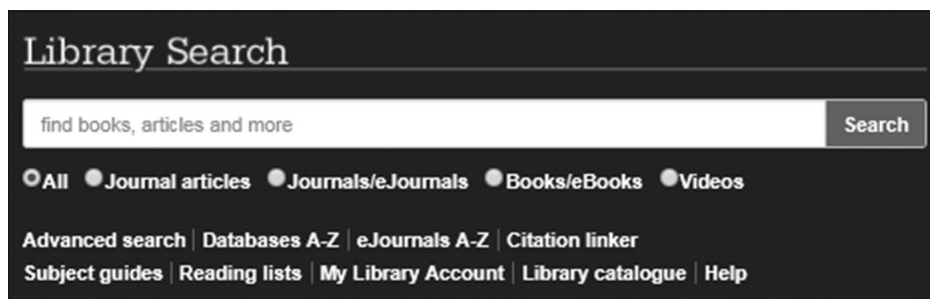 Library Search
find books, articles and more Search
All Journal articles Journals/eJournals Books/eBooks Videos
Advanced search | Databases A-Z | eJournals A-Z | Citation linker
Subject guides | Reading lists | My Library Account | Library catalogue | Help